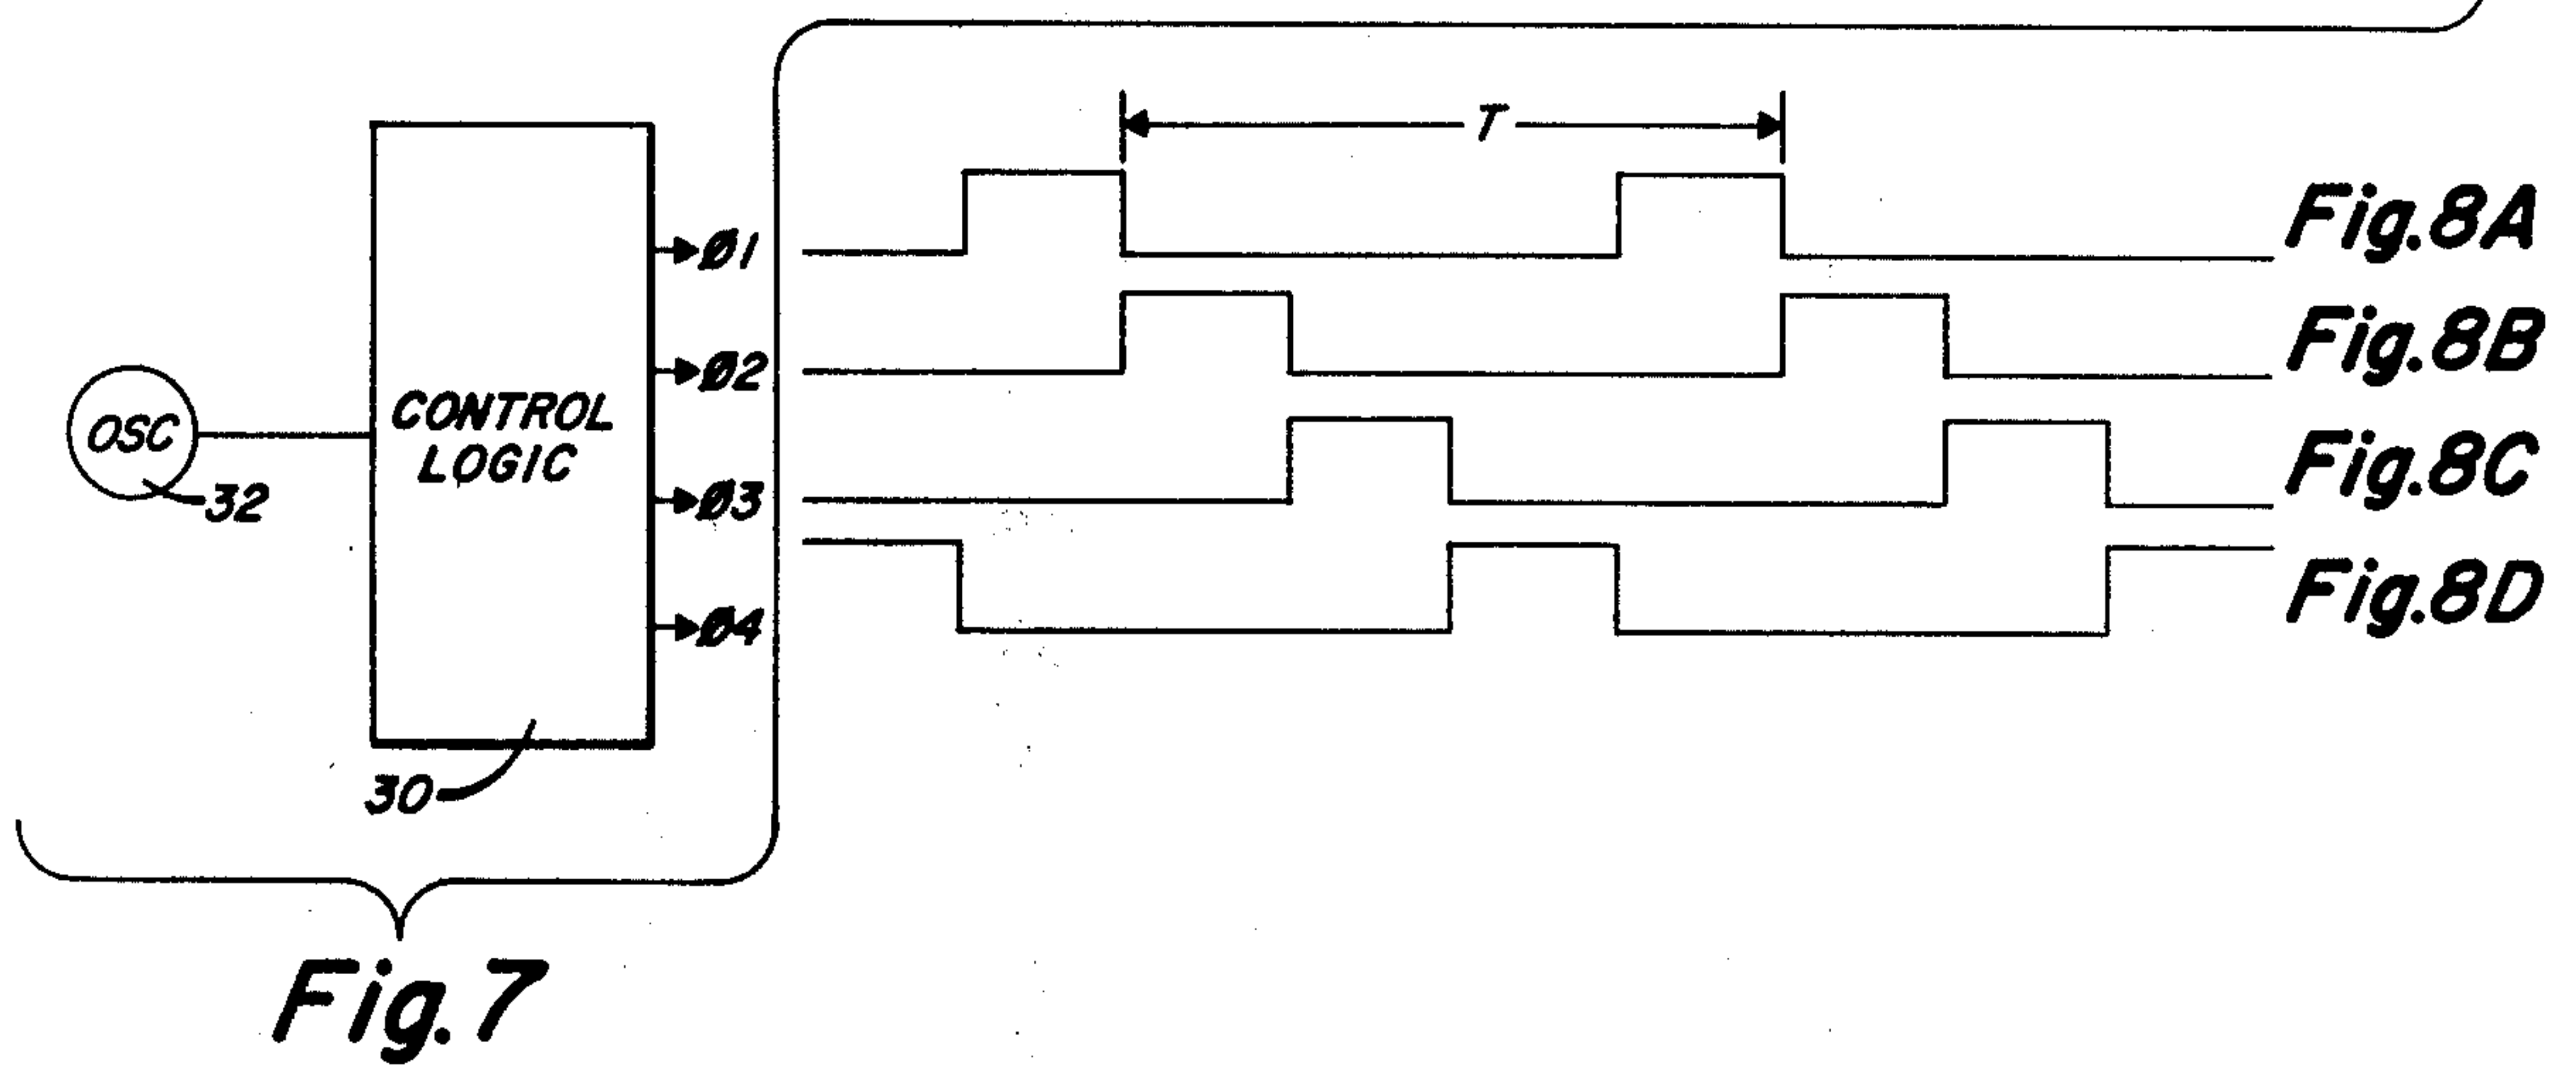 T
Ø1
Fig.8A
Ø2
Fig.8B
OSC
32
CONTROL
LOGIC
Ø3
Fig.8C
Ø4
Fig.8D
30
Fig.7